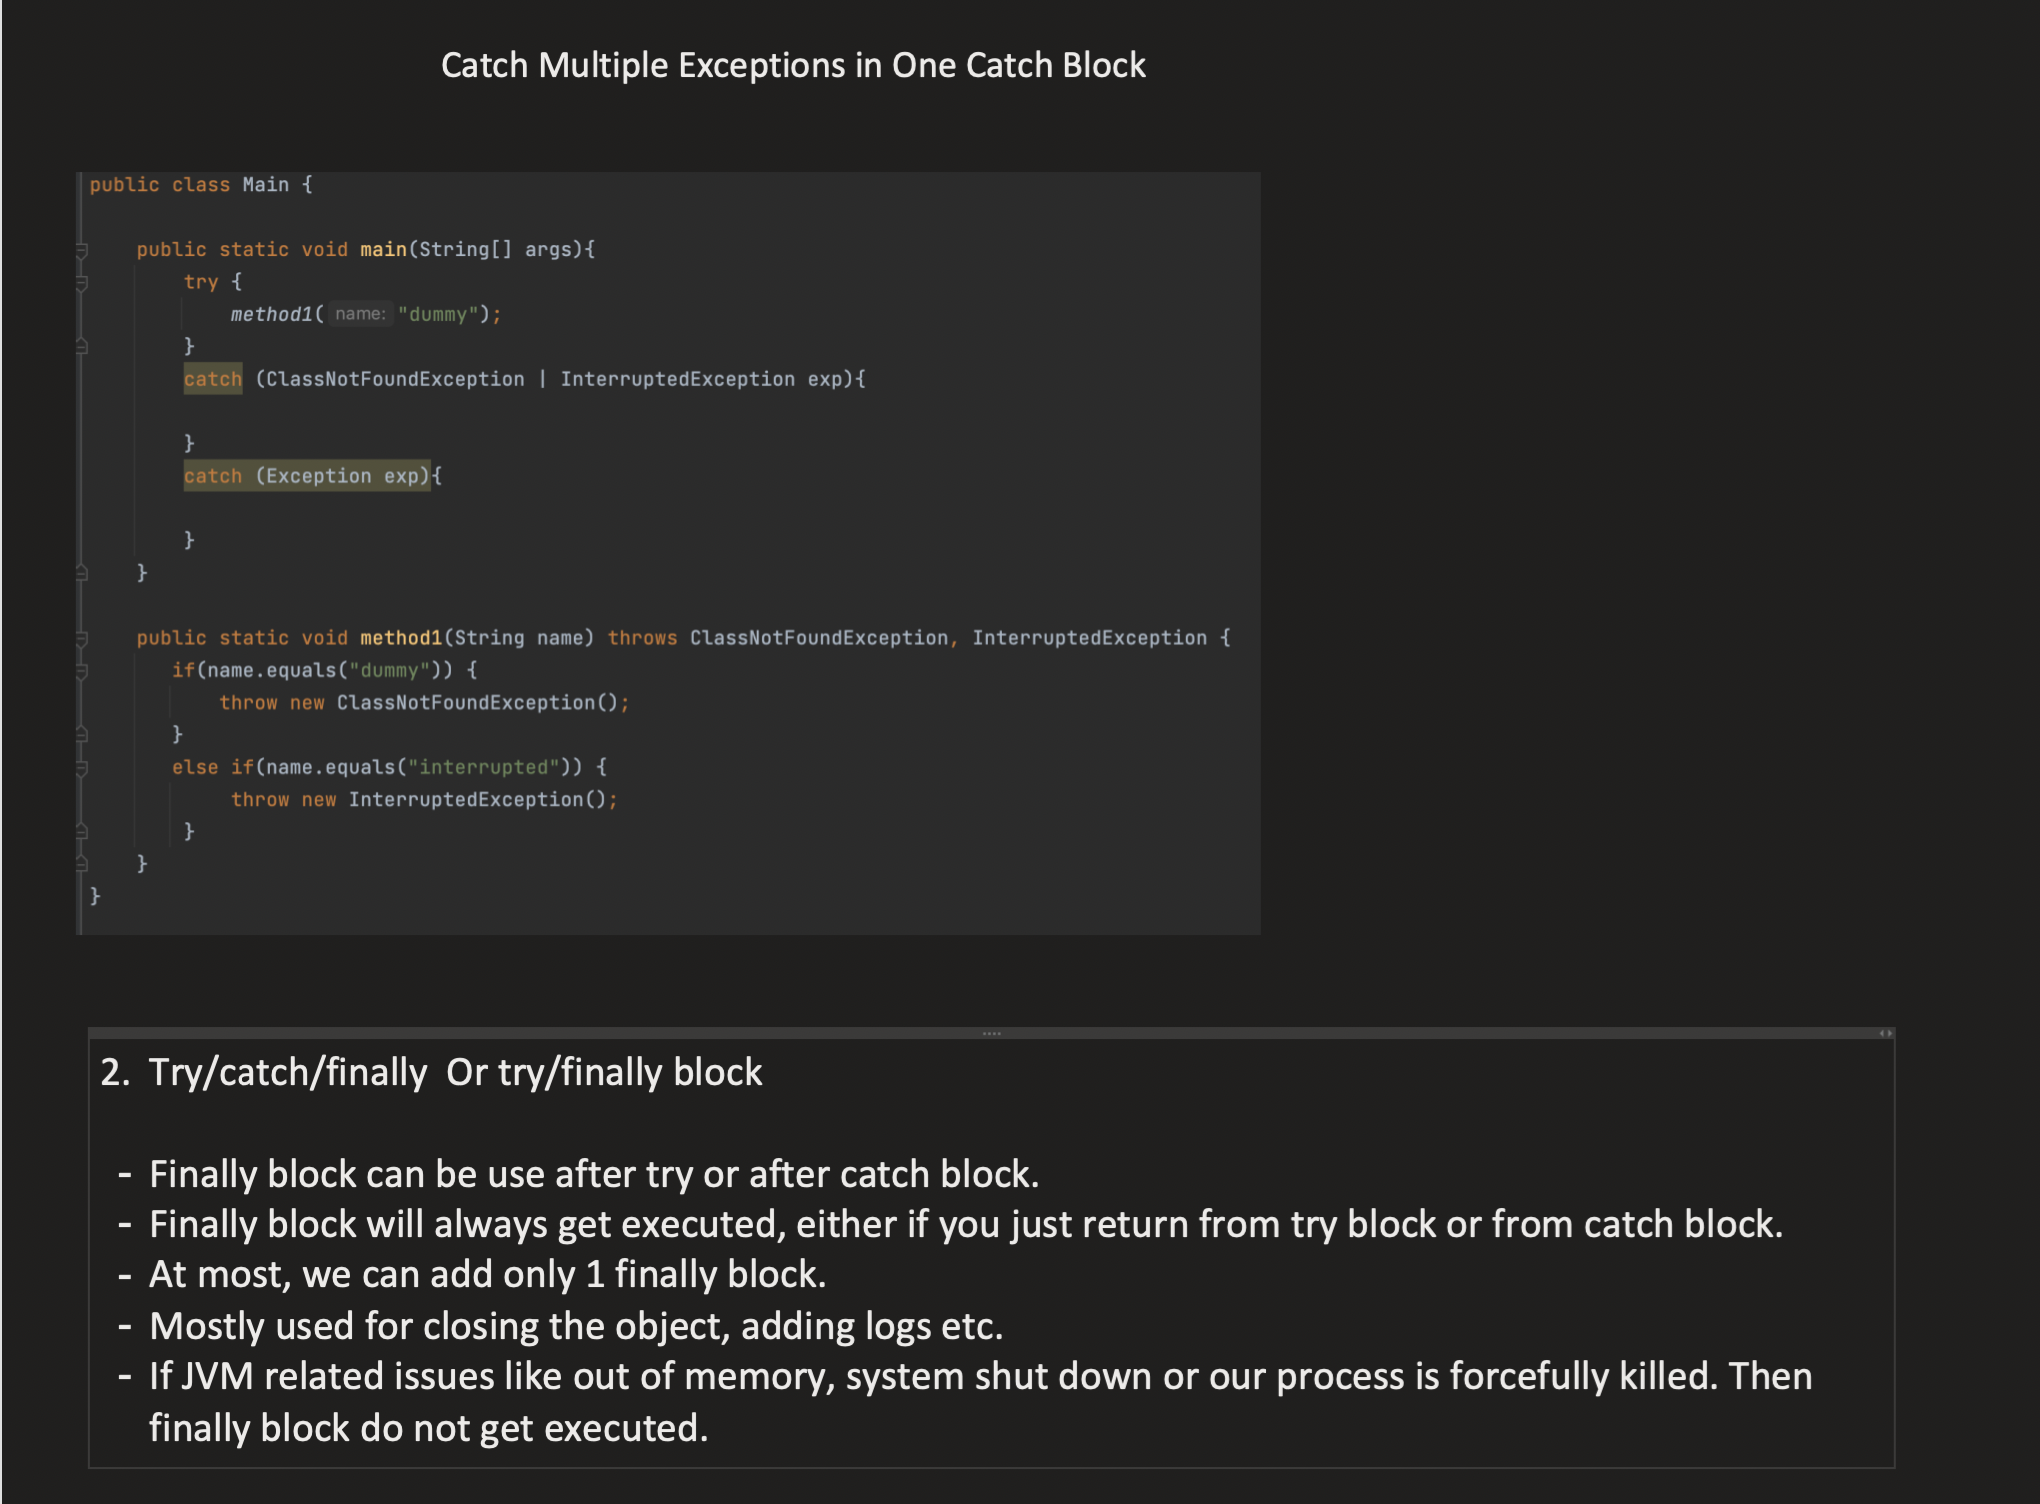 Catch Multiple Exceptions in One Catch Block
public class Main {
public static void main(String[] args){
try {
method1( name: "dummy");
}
catch (ClassNotFoundException | InterruptedException exp){
}
catch (Exception exp){
}
}
public static void method1(String name) throws ClassNotFoundException, InterruptedException {
if(name.equals("dummy")) {
throw new ClassNotFoundException();
}
else if(name.equals("interrupted")) {
throw new InterruptedException();
}
}
}
2. Try/catch/finally Or try/finally block
- Finally block can be use after try or after catch block.
- Finally block will always get executed, either if you just return from try block or from catch block.
- At most, we can add only 1 finally block.
- Mostly used for closing the object, adding logs etc.
- If JVM related issues like out of memory, system shut down or our process is forcefully killed. Then
finally block do not get executed.